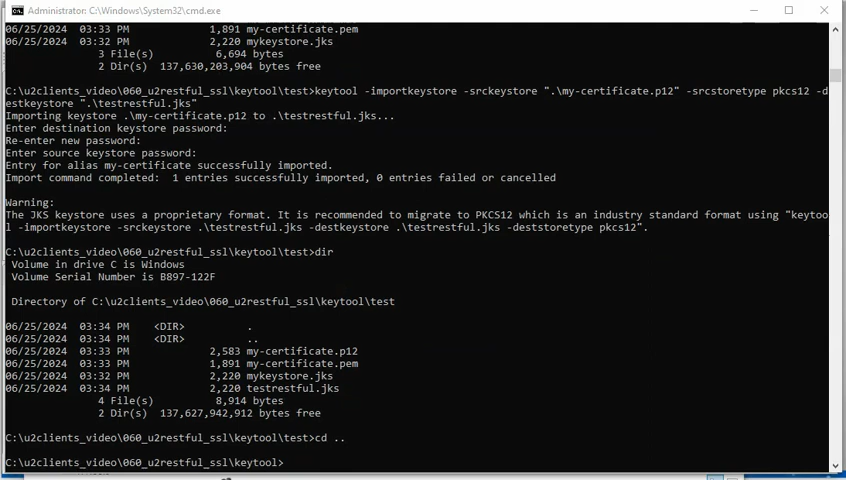 Administrator: C:\Windows\System32\cmd.exe
06/25/2024  03:33 PM             1,891 my-certificate.pem
06/25/2024  03:32 PM             2,220 mykeystore.jks
               3 File(s)          6,694 bytes
               2 Dir(s)  137,630,203,904 bytes free
C:\u2clients_video\060_u2restful_ssl\keytool\test>keytool -importkeystore -srckeystore ".\my-certificate.p12" -srcstoretype pkcs12 -d
estkeystore ".\testrestful.jks"
Importing keystore .\my-certificate.p12 to .\testrestful.jks...
Enter destination keystore password:
Re-enter new password:
Enter source keystore password:
Entry for alias my-certificate successfully imported.
Import command completed:  1 entries successfully imported, 0 entries failed or cancelled
Warning:
The JKS keystore uses a proprietary format. It is recommended to migrate to PKCS12 which is an industry standard format using "keytoo
l -importkeystore -srckeystore .\testrestful.jks -destkeystore .\testrestful.jks -deststoretype pkcs12".
C:\u2clients_video\060_u2restful_ssl\keytool\test>dir
 Volume in drive C is Windows
 Volume Serial Number is B897-122F
 Directory of C:\u2clients_video\060_u2restful_ssl\keytool\test
06/25/2024  03:34 PM    <DIR>          .
06/25/2024  03:34 PM    <DIR>          ..
06/25/2024  03:33 PM             2,583 my-certificate.p12
06/25/2024  03:33 PM             1,891 my-certificate.pem
06/25/2024  03:32 PM             2,220 mykeystore.jks
06/25/2024  03:34 PM             2,220 testrestful.jks
               4 File(s)          8,914 bytes
               2 Dir(s)  137,627,942,912 bytes free
C:\u2clients_video\060_u2restful_ssl\keytool\test>cd ..
C:\u2clients_video\060_u2restful_ssl\keytool>